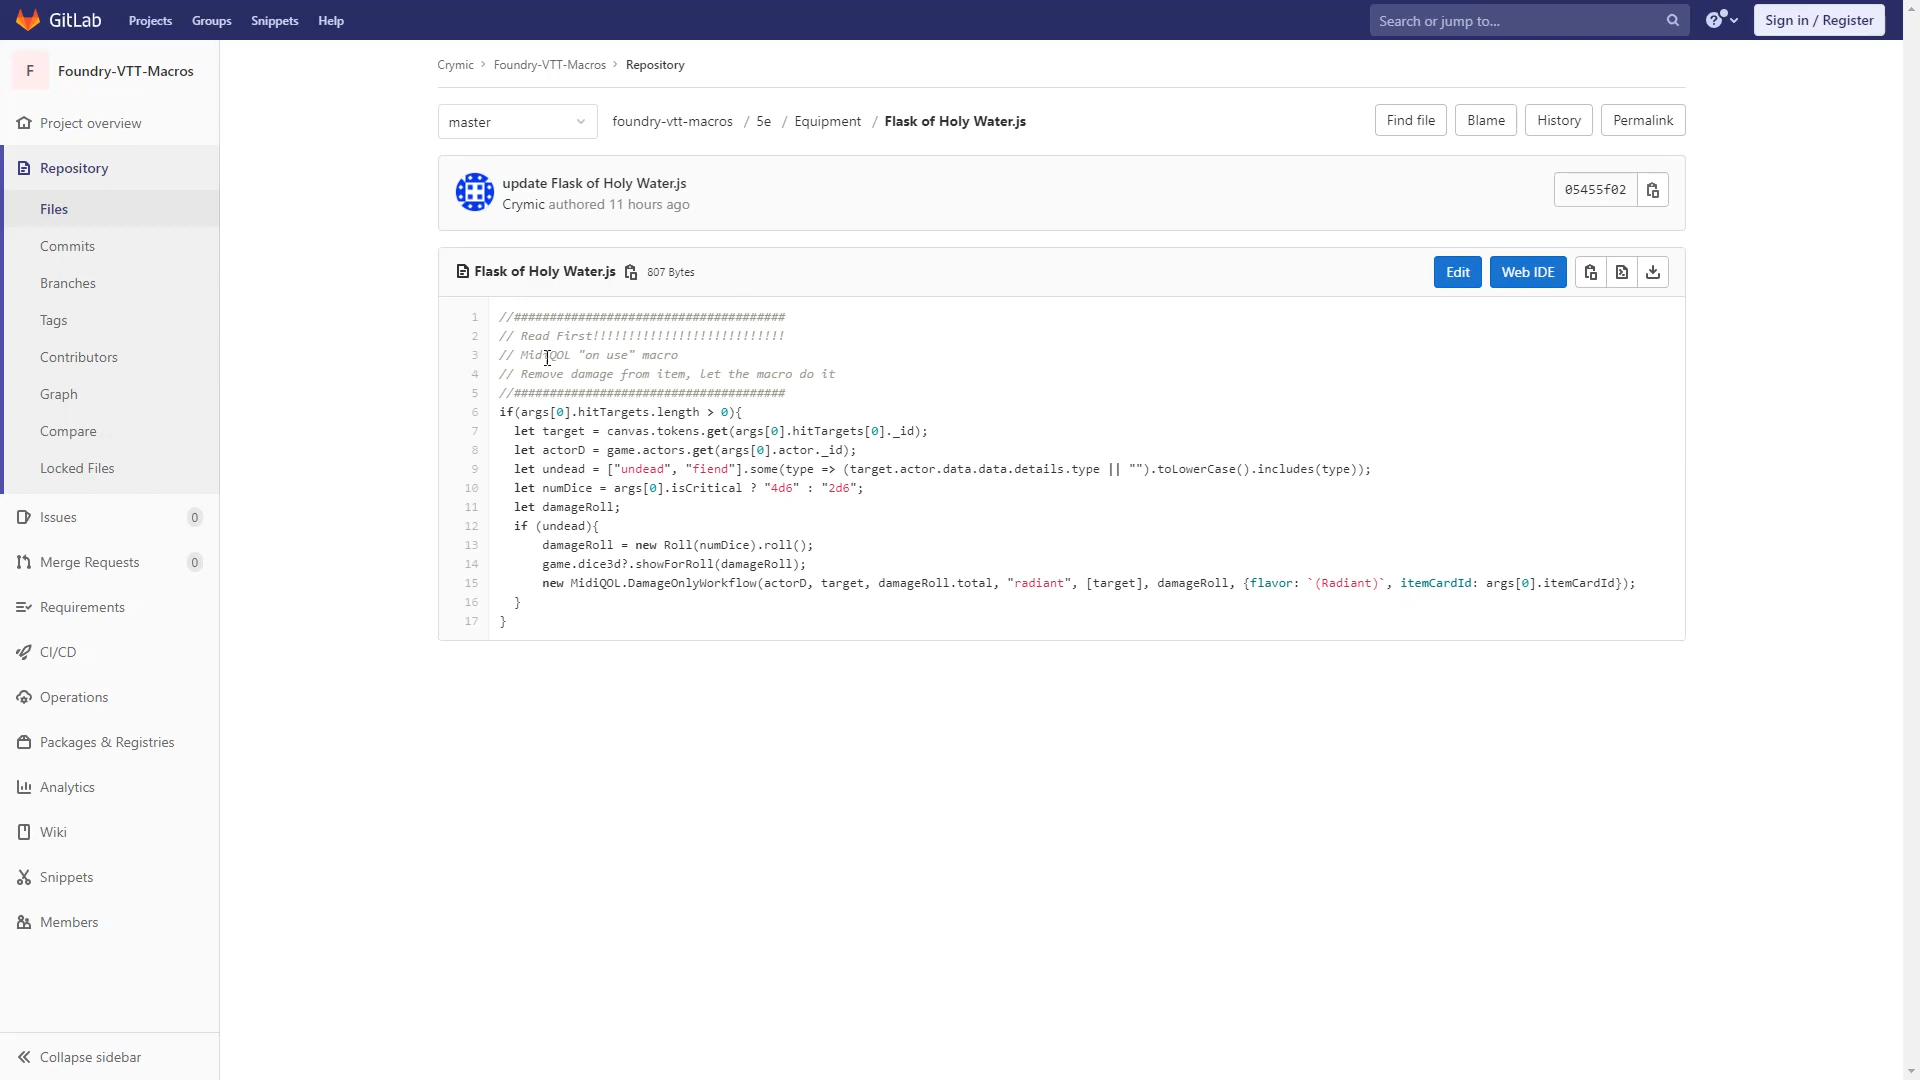 GitLab
Projects
Groups
Snippets
Help
Search or jump to...
Sign in / Register
F
Foundry-VTT-Macros
Project overview
Repository
Files
Commits
Branches
Tags
Contributors
Graph
Compare
Locked Files
Issues 0
Merge Requests 0
Requirements
CI/CD
Operations
Packages & Registries
Analytics
Wiki
Snippets
Members
Collapse sidebar
Crymic > Foundry-VTT-Macros > Repository
master
foundry-vtt-macros / 5e / Equipment / Flask of Holy Water.js
Find file
Blame
History
Permalink
update Flask of Holy Water.js
Crymic authored 11 hours ago
05455f02
Flask of Holy Water.js 807 Bytes
Edit
Web IDE
1 //######################################
2 // Read First!!!!!!!!!!!!!!!!!!!!!!!!!!!
3 // MidiQOL "on use" macro
4 // Remove damage from item, let the macro do it
5 //######################################
6 if(args[0].hitTargets.length > 0){
7 let target = canvas.tokens.get(args[0].hitTargets[0]._id);
8 let actorD = game.actors.get(args[0].actor._id);
9 let undead = ["undead", "fiend"].some(type => (target.actor.data.data.details.type || "").toLowerCase().includes(type));
10 let numDice = args[0].isCritical ? "4d6" : "2d6";
11 let damageRoll;
12 if (undead){
13 damageRoll = new Roll(numDice).roll();
14 game.dice3d?.showForRoll(damageRoll);
15 new MidiQOL.DamageOnlyWorkflow(actorD, target, damageRoll.total, "radiant", [target], damageRoll, {flavor: `(Radiant)`, itemCardId: args[0].itemCardId});
16 }
17 }